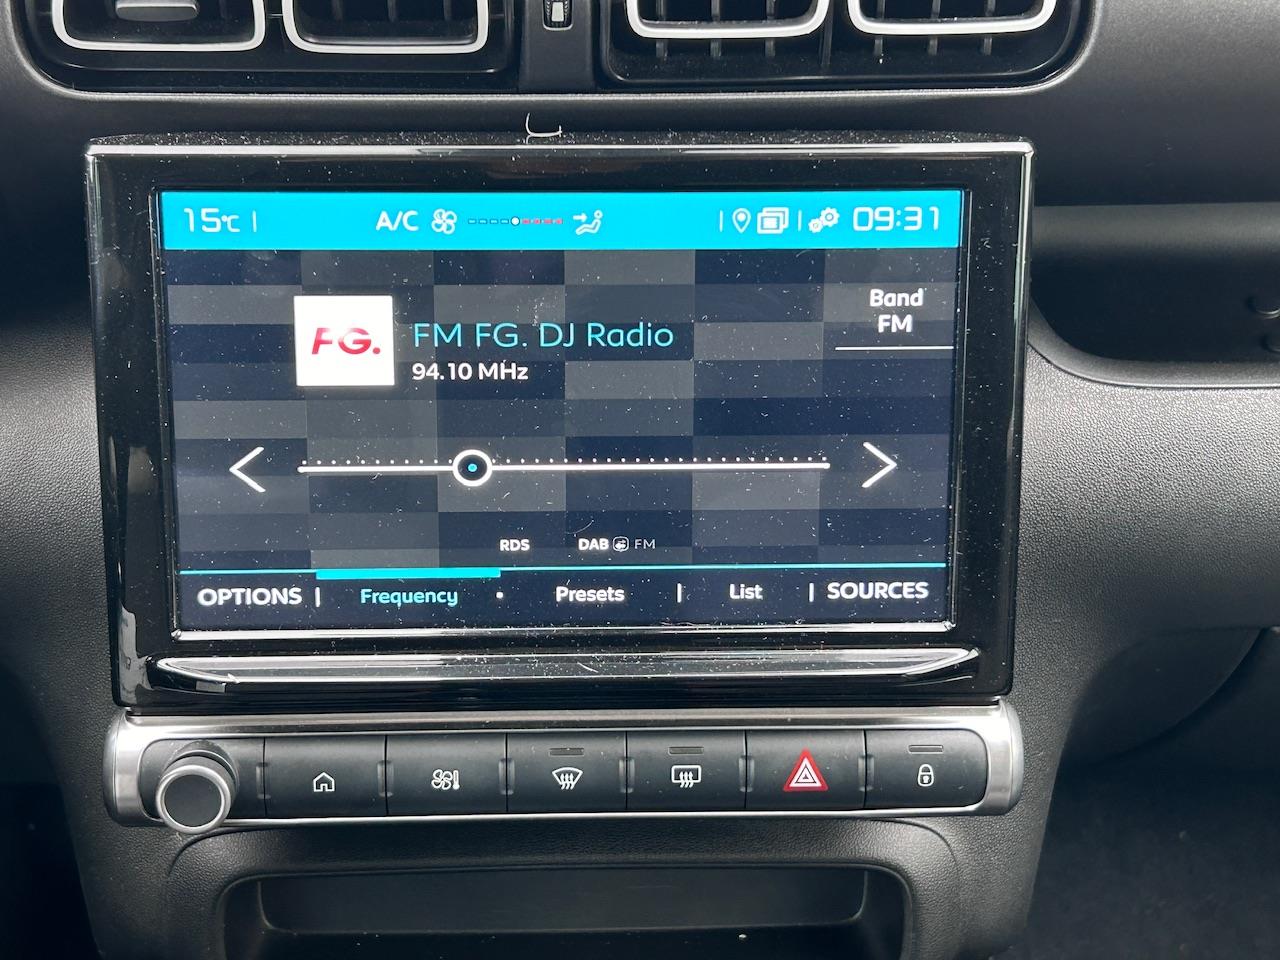 15°C
A/C
09:31
Band
FM
FG.
FM FG. DJ Radio
94.10 MHz
RDS DAB FM
OPTIONS Frequency Presets List SOURCES